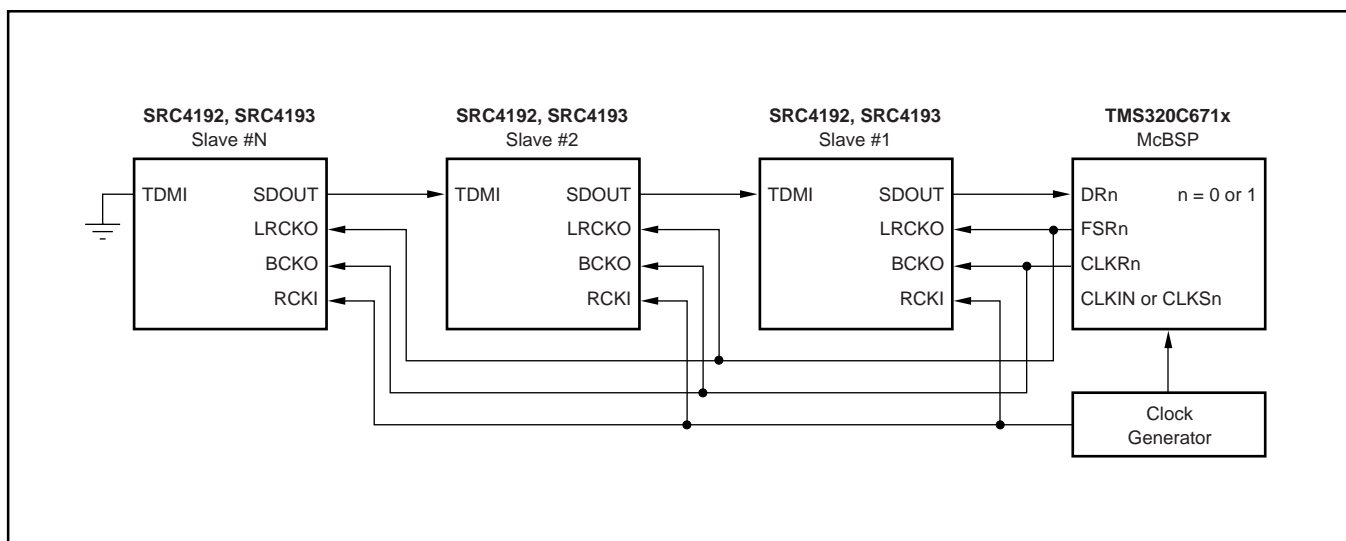 SRC4192, SRC4193
Slave #N
TDMI
SDOUT
LRCKO
BCKO
RCKI
SRC4192, SRC4193
Slave #2
TDMI
SDOUT
LRCKO
BCKO
RCKI
SRC4192, SRC4193
Slave #1
TDMI
SDOUT
LRCKO
BCKO
RCKI
TMS320C671x
McBSP
DRn n = 0 or 1
FSRn
CLKRn
CLKIN or CLKSn
Clock
Generator